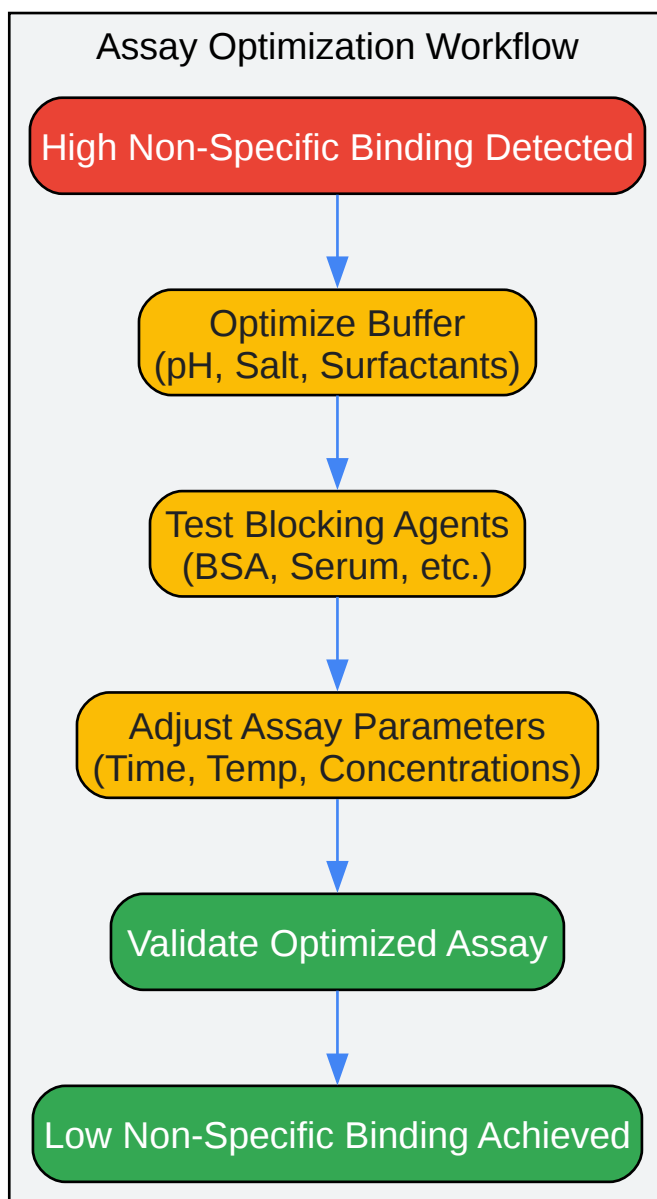 Assay Optimization Workflow
High Non-Specific Binding Detected
Optimize Buffer
(pH, Salt, Surfactants)
Test Blocking Agents
(BSA, Serum, etc.)
Adjust Assay Parameters
(Time, Temp, Concentrations)
Validate Optimized Assay
Low Non-Specific Binding Achieved